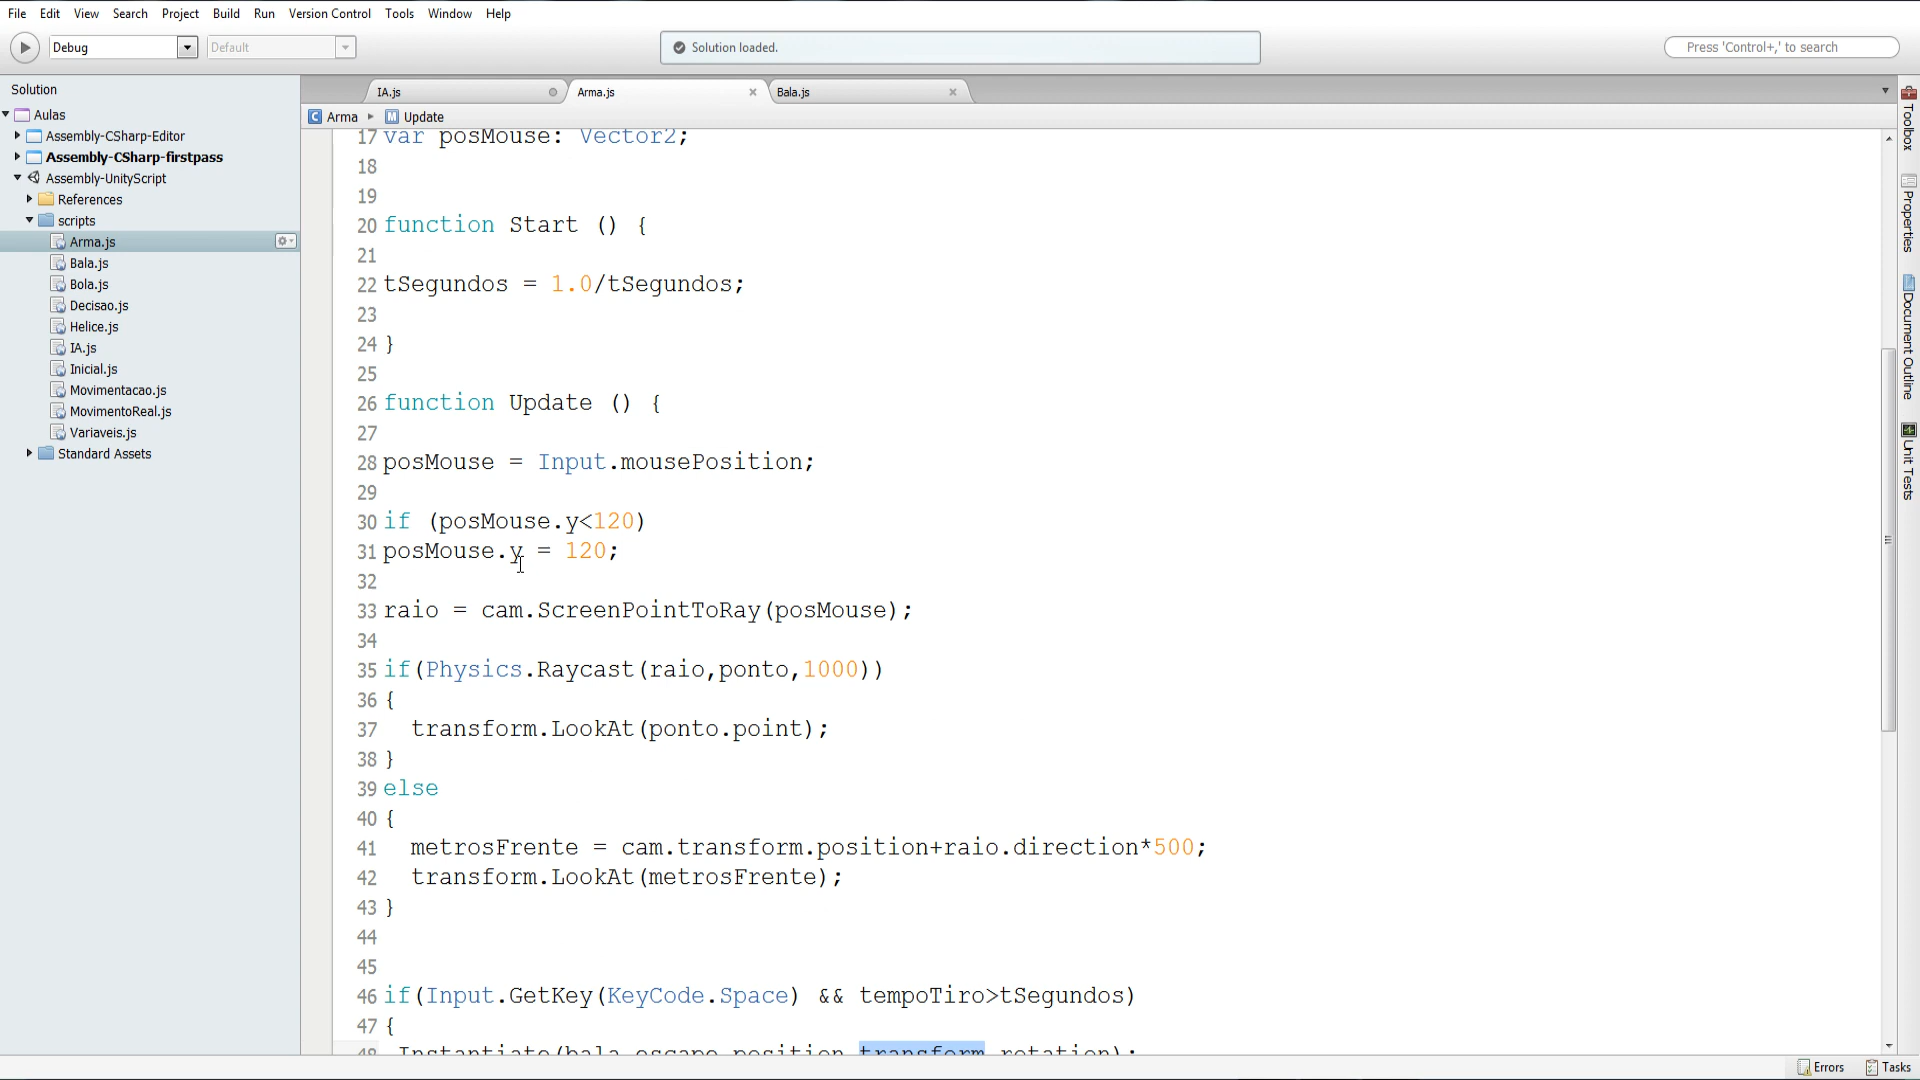 File Edit View Search Project Build Run Version Control Tools Window Help
Debug Default Solution loaded. Press 'Control+,' to search
Solution
Aulas
Assembly-CSharp-Editor
Assembly-CSharp-firstpass
Assembly-UnityScript
References
scripts
Arma.js
Bala.js
Bola.js
Decisao.js
Helice.js
IA.js
Inicial.js
Movimentacao.js
MovimentoReal.js
Variaveis.js
Standard Assets
IA.js Arma.js Bala.js
Arma Update
17 var posMouse: Vector2;
18
19
20 function Start () {
21
22 tSegundos = 1.0/tSegundos;
23
24 }
25
26 function Update () {
27
28 posMouse = Input.mousePosition;
29
30 if (posMouse.y<120)
31 posMouse.y = 120;
32
33 raio = cam.ScreenPointToRay(posMouse);
34
35 if(Physics.Raycast(raio,ponto,1000))
36 {
37 transform.LookAt(ponto.point);
38 }
39 else
40 {
41 metrosFrente = cam.transform.position+raio.direction*500;
42 transform.LookAt(metrosFrente);
43 }
44
45
46 if(Input.GetKey(KeyCode.Space) && tempoTiro>tSegundos)
47 {
48 Instantiate(bala,escape.position,transform.rotation);
Toolbox
Properties
Document Outline
Unit Tests
Errors Tasks